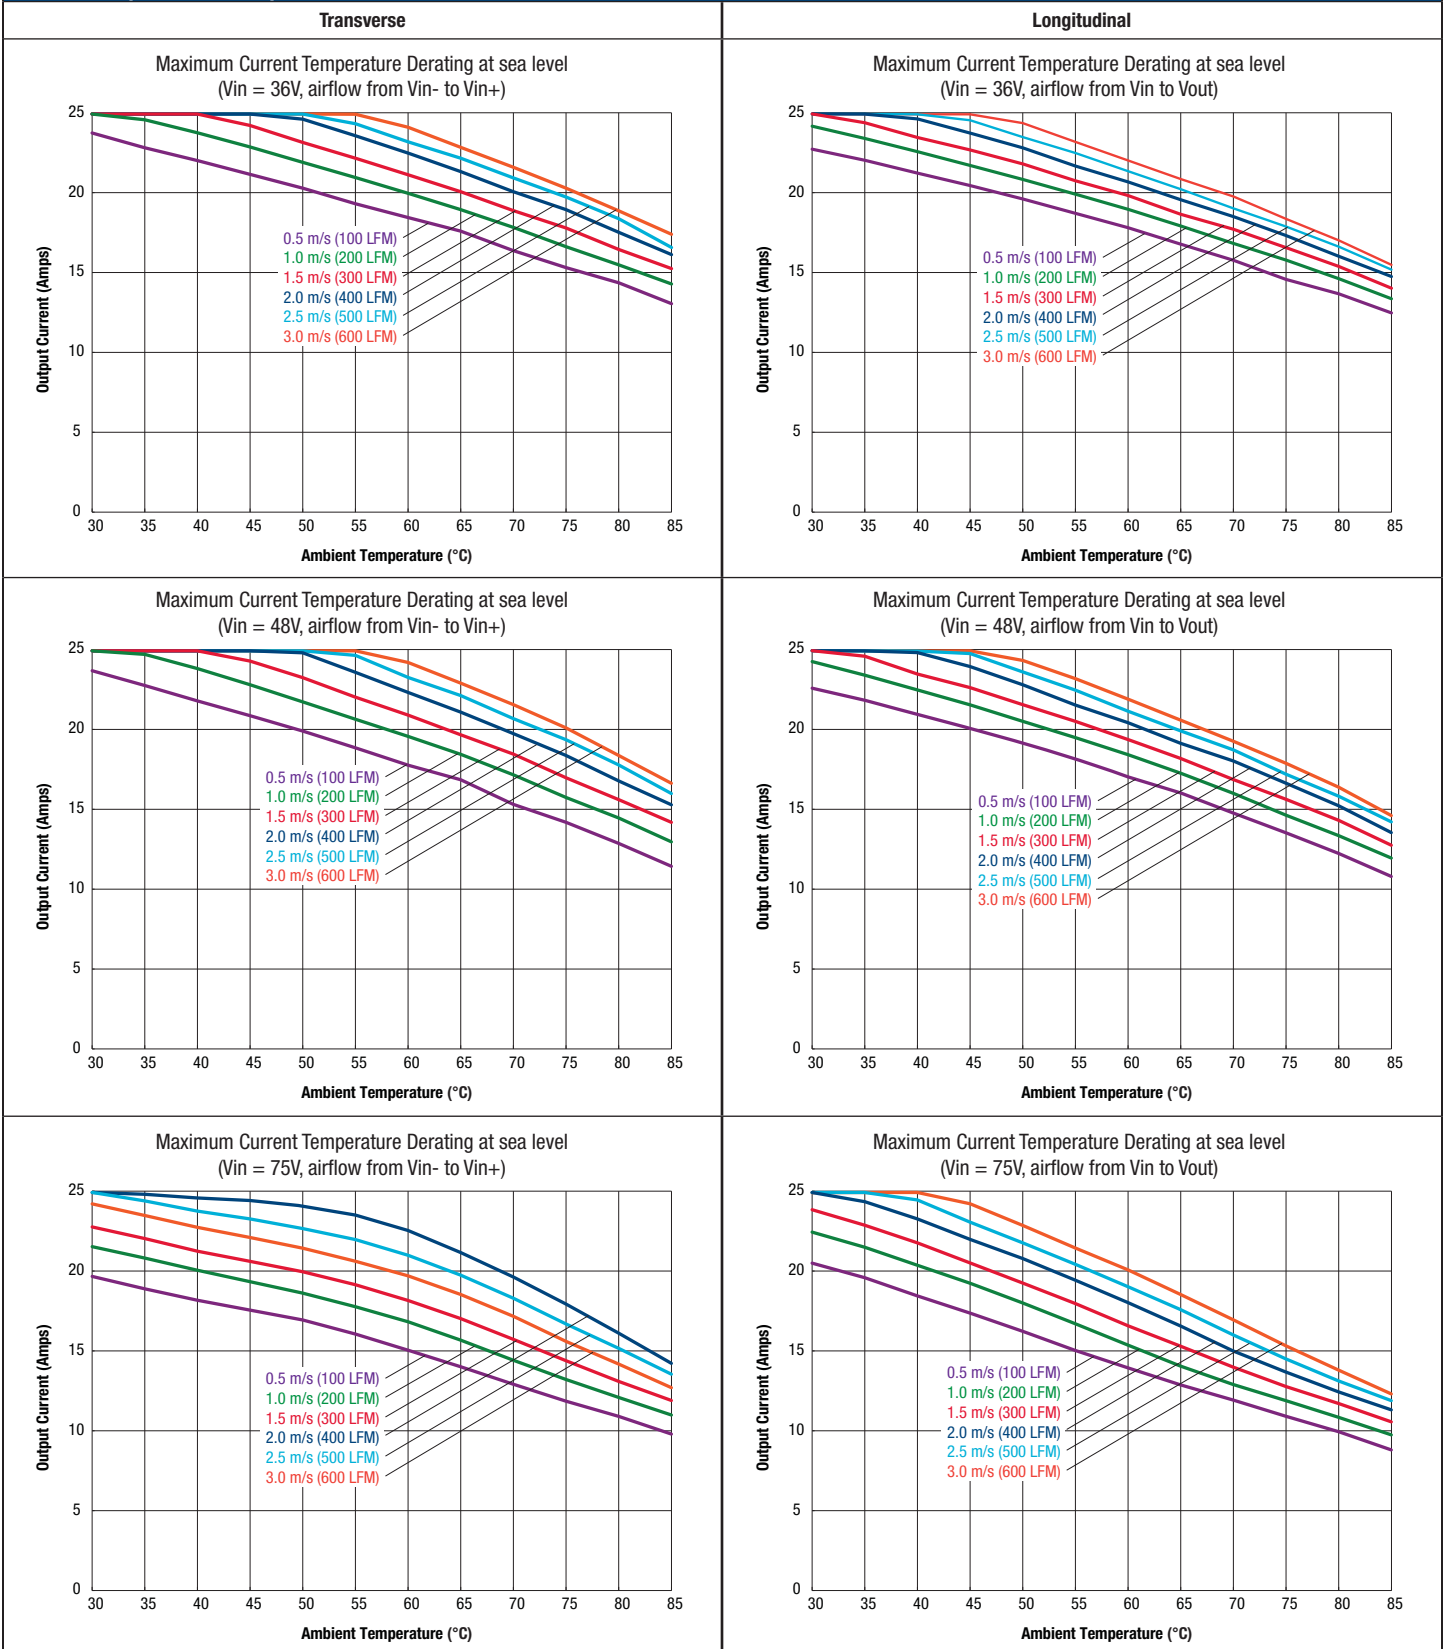 Transverse
Longitudinal
Maximum Current Temperature Derating at sea level
(Vin = 36V, airflow from Vin- to Vin+)
Output Current (Amps)
25
20
15
10
5
0
0.5 m/s (100 LFM)
1.0 m/s (200 LFM)
1.5 m/s (300 LFM)
2.0 m/s (400 LFM)
2.5 m/s (500 LFM)
3.0 m/s (600 LFM)
30 35 40 45 50 55 60 65 70 75 80 85
Ambient Temperature (°C)
Maximum Current Temperature Derating at sea level
(Vin = 36V, airflow from Vin to Vout)
Output Current (Amps)
25
20
15
10
5
0
0.5 m/s (100 LFM)
1.0 m/s (200 LFM)
1.5 m/s (300 LFM)
2.0 m/s (400 LFM)
2.5 m/s (500 LFM)
3.0 m/s (600 LFM)
30 35 40 45 50 55 60 65 70 75 80 85
Ambient Temperature (°C)
Maximum Current Temperature Derating at sea level
(Vin = 48V, airflow from Vin- to Vin+)
Output Current (Amps)
25
20
15
10
5
0
0.5 m/s (100 LFM)
1.0 m/s (200 LFM)
1.5 m/s (300 LFM)
2.0 m/s (400 LFM)
2.5 m/s (500 LFM)
3.0 m/s (600 LFM)
30 35 40 45 50 55 60 65 70 75 80 85
Ambient Temperature (°C)
Maximum Current Temperature Derating at sea level
(Vin = 48V, airflow from Vin to Vout)
Output Current (Amps)
25
20
15
10
5
0
0.5 m/s (100 LFM)
1.0 m/s (200 LFM)
1.5 m/s (300 LFM)
2.0 m/s (400 LFM)
2.5 m/s (500 LFM)
3.0 m/s (600 LFM)
30 35 40 45 50 55 60 65 70 75 80 85
Ambient Temperature (°C)
Maximum Current Temperature Derating at sea level
(Vin = 75V, airflow from Vin- to Vin+)
Output Current (Amps)
25
20
15
10
5
0
0.5 m/s (100 LFM)
1.0 m/s (200 LFM)
1.5 m/s (300 LFM)
2.0 m/s (400 LFM)
2.5 m/s (500 LFM)
3.0 m/s (600 LFM)
30 35 40 45 50 55 60 65 70 75 80 85
Ambient Temperature (°C)
Maximum Current Temperature Derating at sea level
(Vin = 75V, airflow from Vin to Vout)
Output Current (Amps)
25
20
15
10
5
0
0.5 m/s (100 LFM)
1.0 m/s (200 LFM)
1.5 m/s (300 LFM)
2.0 m/s (400 LFM)
2.5 m/s (500 LFM)
3.0 m/s (600 LFM)
30 35 40 45 50 55 60 65 70 75 80 85
Ambient Temperature (°C)